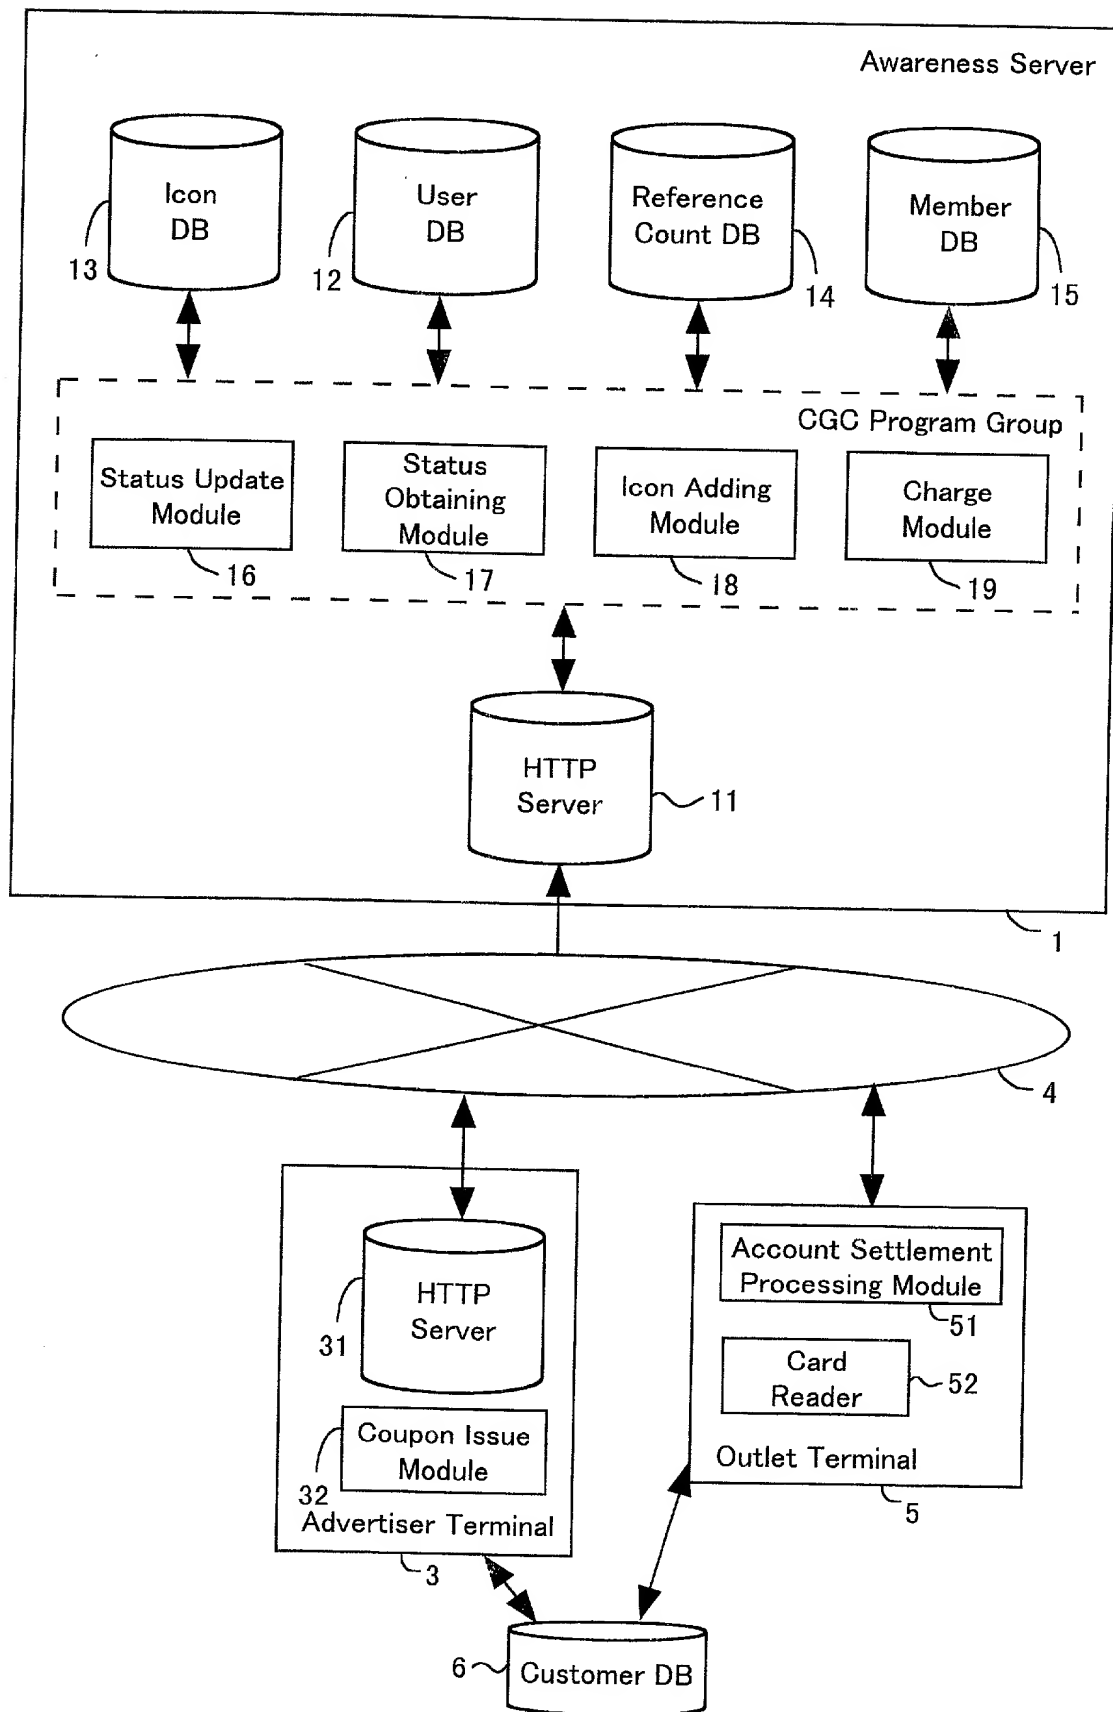 Awareness Server
Icon
DB
User
DB
Reference
Count DB
Member
DB
13
12
14
15
CGC Program Group
Status Update
Module
Status
Obtaining
Module
Icon Adding
Module
Charge
Module
16
17
18
19
HTTP
Server
11
1
4
HTTP
Server
31
Coupon Issue
Module
32
Advertiser Terminal
3
Account Settlement
Processing Module
51
Card
Reader
52
Outlet Terminal
5
6
Customer DB